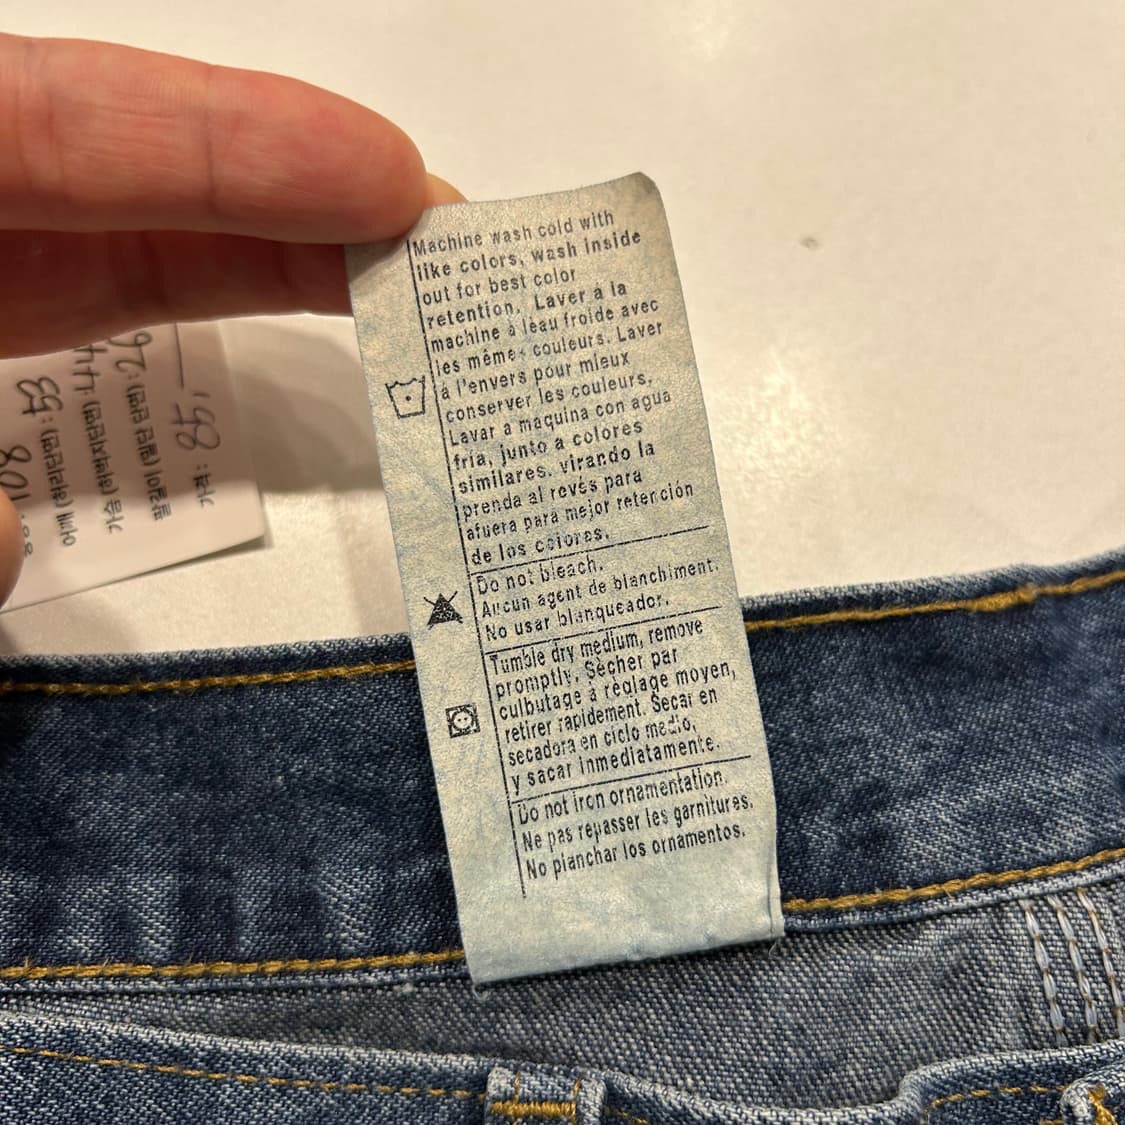 Machine wash cold with
like colors, wash inside
out for best color
retention. Laver à la
machine à leau froide avec
les mêmes couleurs. Laver
à l'envers pour mieux
conserver les couleurs.
Lavar a maquina con agua
fría, junto a colores
similares. virando la
prenda al revés para
afuera para mejor retención
de los colores.
Do not bleach.
Aucun agent de blanchiment.
No usar blanqueador.
Tumble dry medium, remove
promptly. Sècher par
culbutage à règlage moyen,
retirer rapidement. Secar en
secadora en ciclo medio,
y sacar inmediatamente.
Do not iron ornamentation.
Ne pas repasser les garnitures.
No planchar los ornamentos.